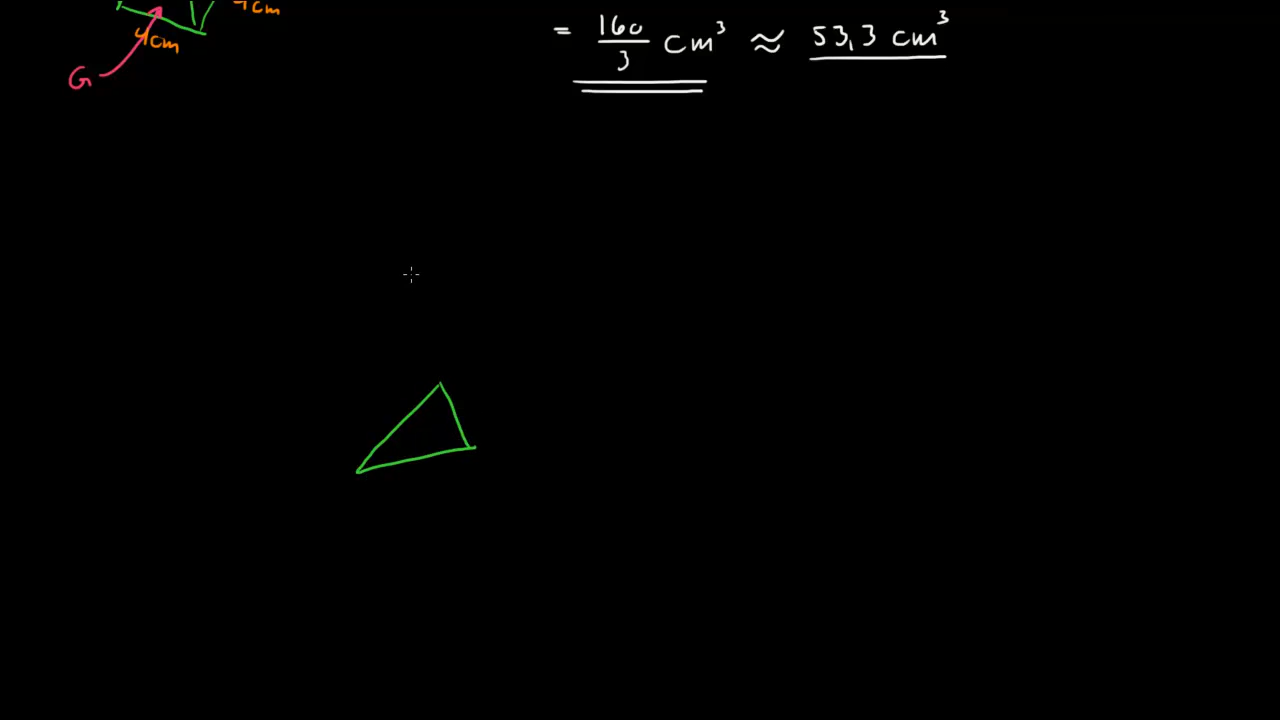 4cm
4cm
G
= 160/3 cm³ ≈ 53,3 cm³